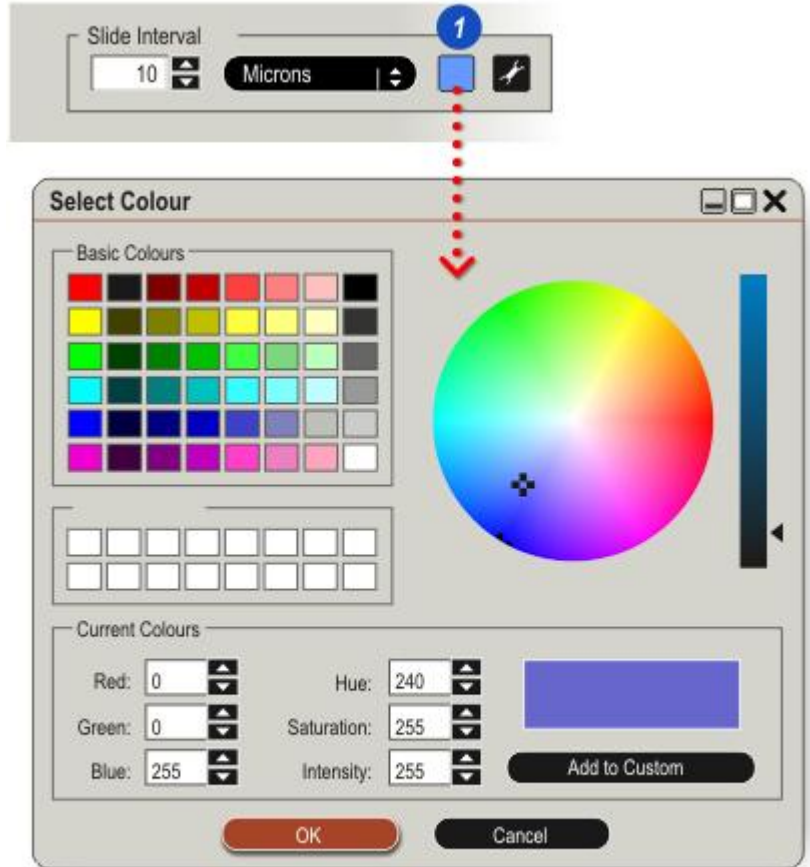 1
Slide Interval
10 Microns
Select Colour
Basic Colours
Current Colours
Red: 0 Hue: 240
Green: 0 Saturation: 255
Blue: 255 Intensity: 255
Add to Custom
OK Cancel